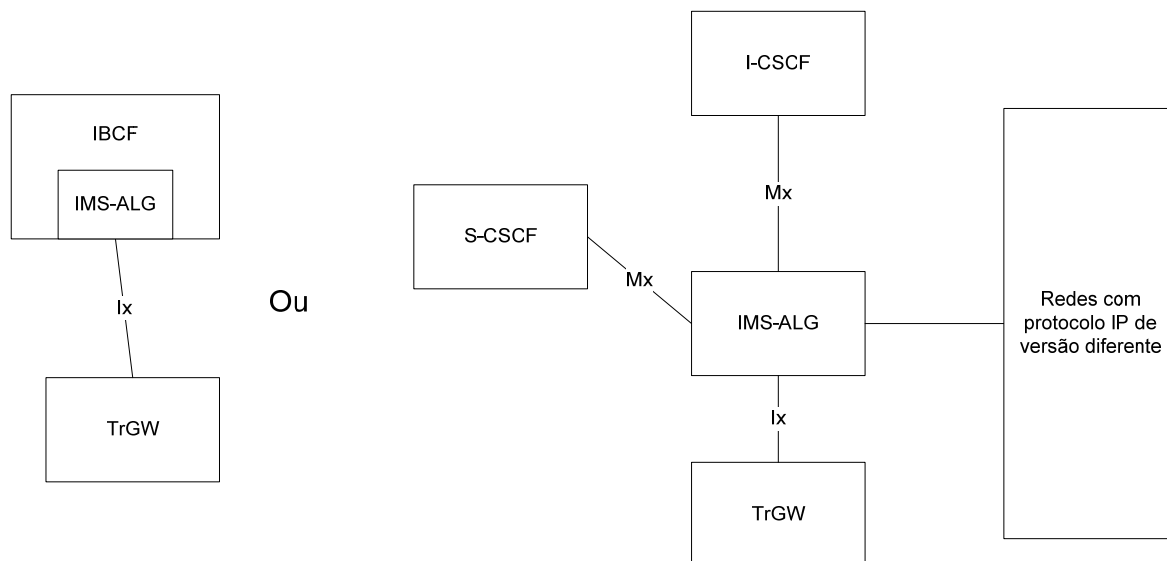 IBCF
IMS-ALG
Ix
TrGW
Ou
I-CSCF
Mx
S-CSCF
Mx
IMS-ALG
Ix
TrGW
Redes com
protocolo IP de
versão diferente